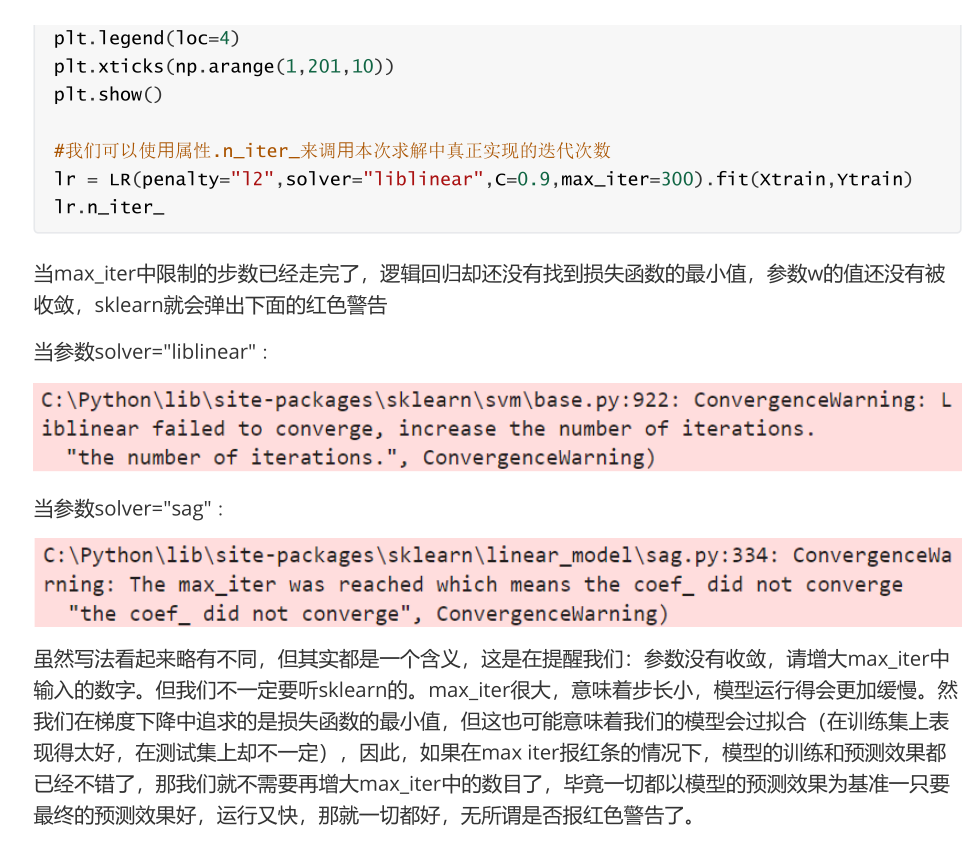 plt.legend(loc=4)
plt.xticks(np.arange(1,201,10))
plt.show()
#我们可以使用属性.n_iter_来调用本次求解中真正实现的迭代次数
lr = LR(penalty="l2",solver="liblinear",C=0.9,max_iter=300).fit(Xtrain,Ytrain)
lr.n_iter_
当max_iter中限制的步数已经走完了，逻辑回归却还没有找到损失函数的最小值，参数w的值还没有被
收敛，sklearn就会弹出下面的红色警告
当参数solver="liblinear"：
C:\Python\lib\site-packages\sklearn\svm\base.py:922: ConvergenceWarning: L
iblinear failed to converge, increase the number of iterations.
"the number of iterations.", ConvergenceWarning)
当参数solver="sag"：
C:\Python\lib\site-packages\sklearn\linear_model\sag.py:334: ConvergenceWa
rning: The max_iter was reached which means the coef_ did not converge
"the coef_ did not converge", ConvergenceWarning)
虽然写法看起来略有不同，但其实都是一个含义，这是在提醒我们：参数没有收敛，请增大max_iter中
输入的数字。但我们不一定要听sklearn的。max_iter很大，意味着步长小，模型运行得会更加缓慢。然
我们在梯度下降中追求的是损失函数的最小值，但这也可能意味着我们的模型会过拟合（在训练集上表
现得太好，在测试集上却不一定），因此，如果在max iter报红条的情况下，模型的训练和预测效果都
已经不错了，那我们就不需要再增大max_iter中的数目了，毕竟一切都以模型的预测效果为基准一只要
最终的预测效果好，运行又快，那就一切都好，无所谓是否报红色警告了。